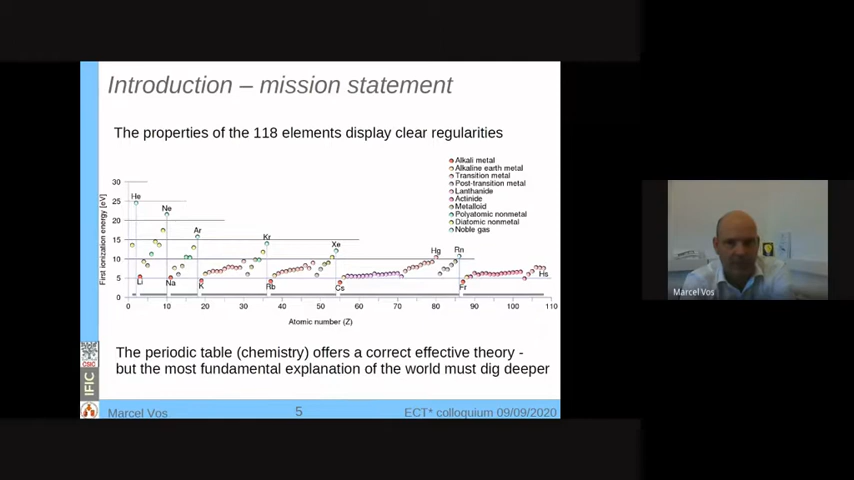 Introduction – mission statement
The properties of the 118 elements display clear regularities
Alkali metal
Alkaline earth metal
Transition metal
Post-transition metal
Lanthanide
Actinide
Metalloid
Polyatomic nonmetal
Diatomic nonmetal
Noble gas
First ionization energy [eV]
30
25
20
15
10
5
0
He
Ne
Ar
Kr
Xe
Hg
Rn
Li
Na
K
Rb
Cs
Fr
Hs
0 10 20 30 40 50 60 70 80 90 100 110
Atomic number (Z)
The periodic table (chemistry) offers a correct effective theory -
but the most fundamental explanation of the world must dig deeper
CSIC
IFIC
Marcel Vos
5
ECT* colloquium 09/09/2020
Marcel Vos